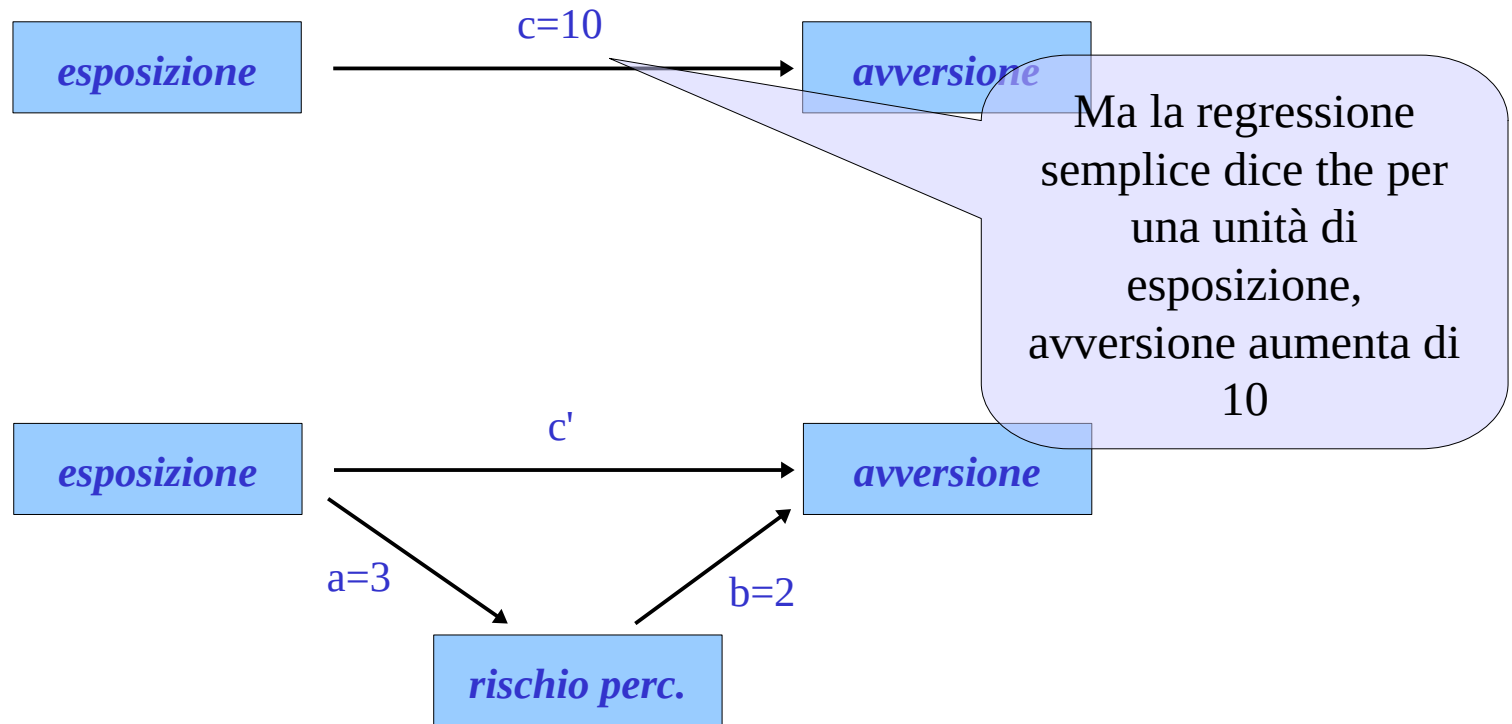 c=10
esposizione
avversione
Ma la regressione
semplice dice the per
una unità di
esposizione,
avversione aumenta di
10
c'
esposizione
avversione
a=3
b=2
rischio perc.